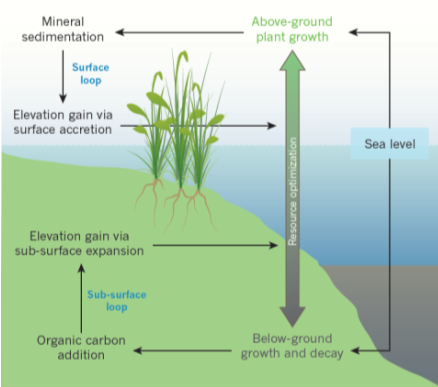 Mineral
sedimentation
Above-ground
plant growth
Surface
loop
Elevation gain via
surface accretion
Sea level
Resource optimization
Elevation gain via
sub-surface expansion
Sub-surface
loop
Organic carbon
addition
Below-ground
growth and decay